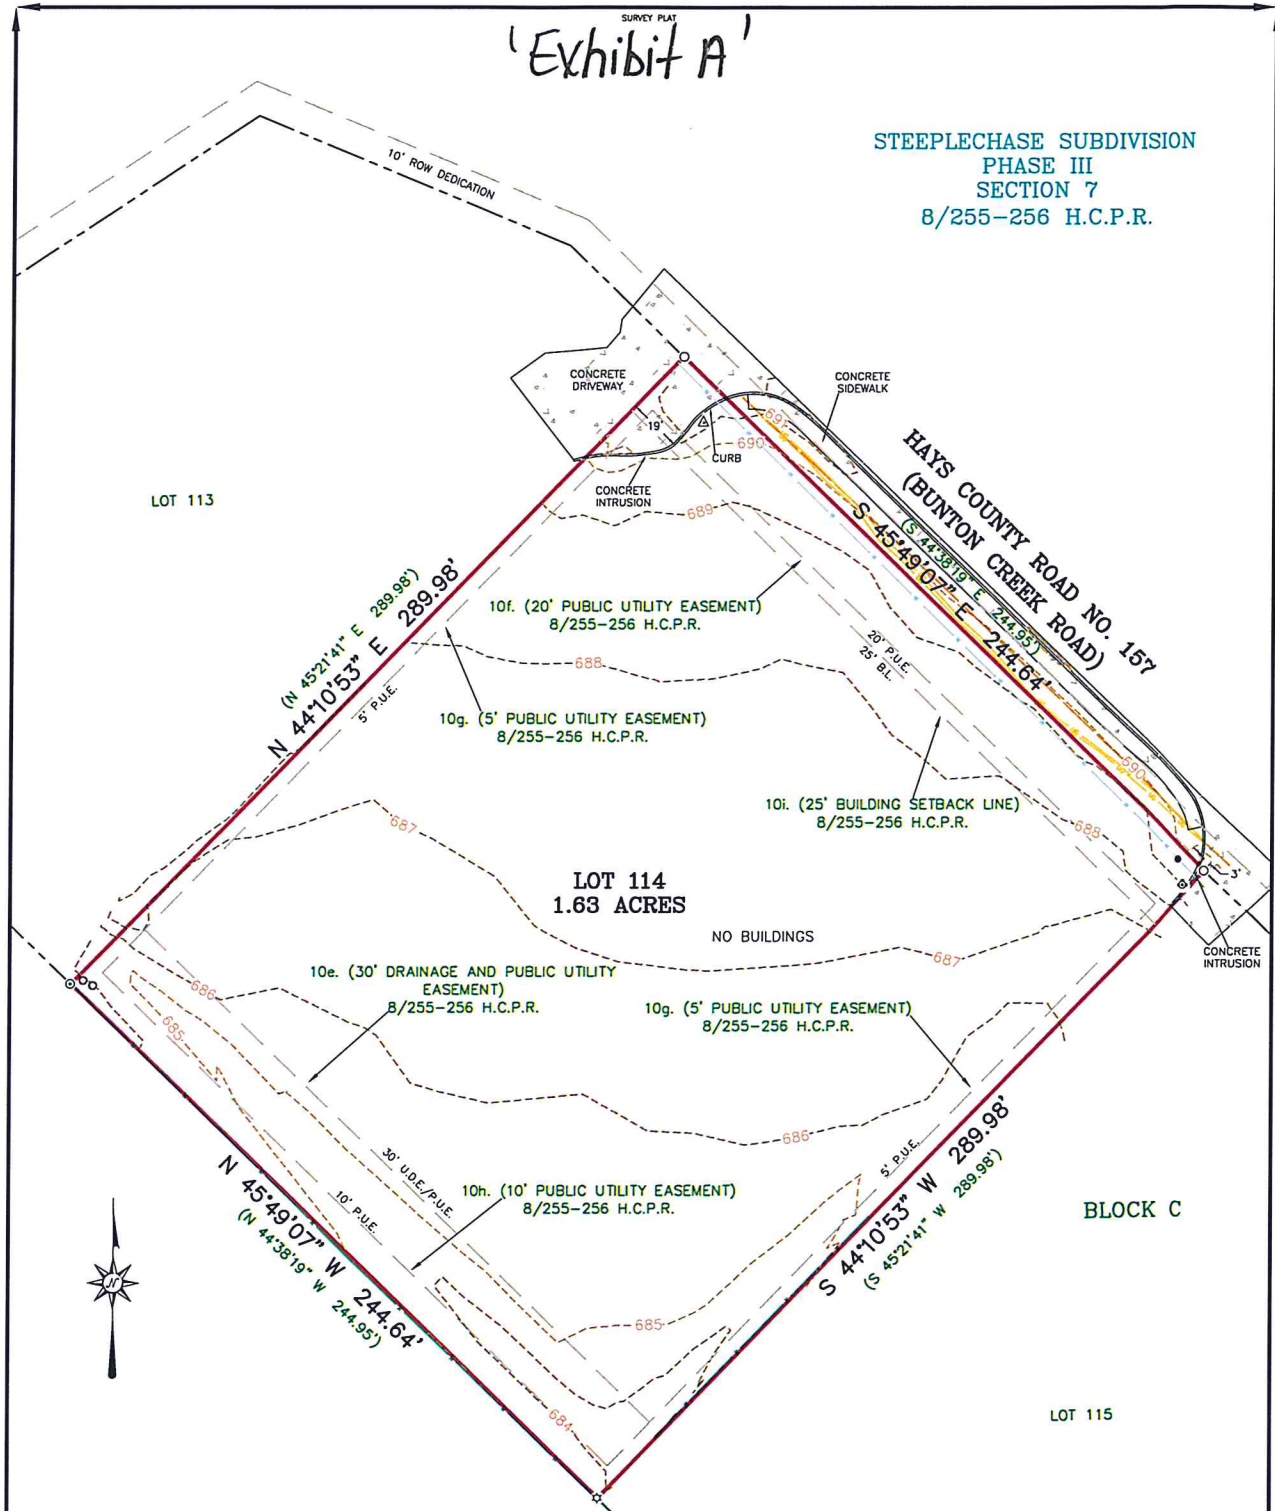 SURVEY PLAT
'Exhibit A'
STEEPLECHASE SUBDIVISION
PHASE III
SECTION 7
8/255-256 H.C.P.R.
10' ROW DEDICATION
CONCRETE
DRIVEWAY
CONCRETE
SIDEWALK
19'
691
690
CURB
CONCRETE
INTRUSION
HAYS COUNTY ROAD NO. 157
(BUNTON CREEK ROAD)
LOT 113
689
S 45°49'07" E 244.64'
(S 44°38'19" E 244.95')
(N 45°21'41" E 289.98')
N 44°10'53" E 289.98'
10f. (20' PUBLIC UTILITY EASEMENT)
8/255-256 H.C.P.R.
20' P.U.E.
25' B.L.
688
5' P.U.E.
10g. (5' PUBLIC UTILITY EASEMENT)
8/255-256 H.C.P.R.
690
10i. (25' BUILDING SETBACK LINE)
8/255-256 H.C.P.R.
687
688
3'
LOT 114
1.63 ACRES
NO BUILDINGS
687
CONCRETE
INTRUSION
10e. (30' DRAINAGE AND PUBLIC UTILITY
EASEMENT)
8/255-256 H.C.P.R.
686
10g. (5' PUBLIC UTILITY EASEMENT)
8/255-256 H.C.P.R.
685
686
30' U.D.E./P.U.E.
5' P.U.E.
S 44°10'53" W 289.98'
(S 45°21'41" W 289.98')
10' P.U.E.
10h. (10' PUBLIC UTILITY EASEMENT)
8/255-256 H.C.P.R.
N 45°49'07" W 244.64'
(N 44°38'19" W 244.95')
BLOCK C
N
685
684
LOT 115